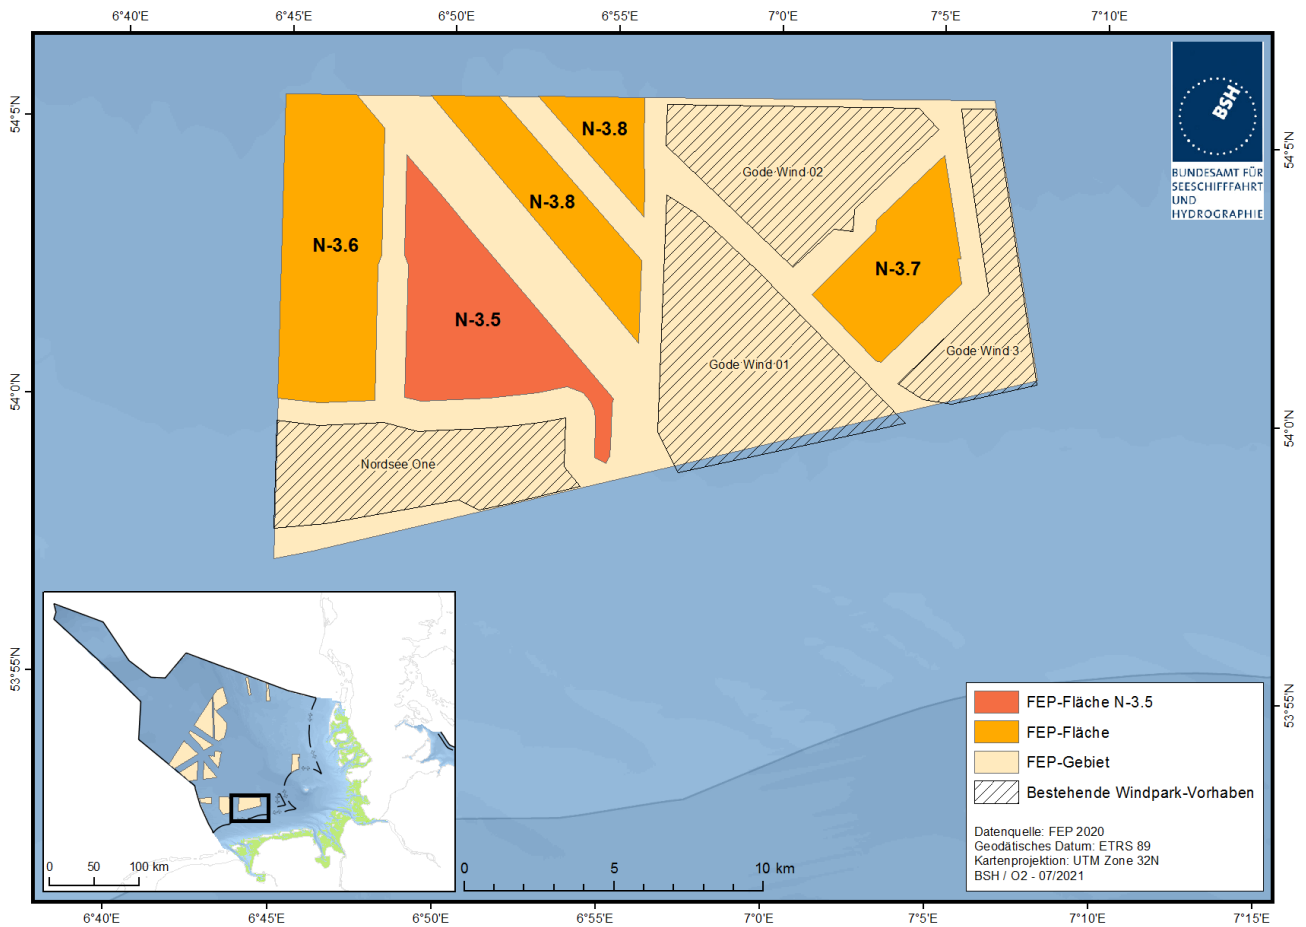 6°40'E 6°45'E 6°50'E 6°55'E 7°0'E 7°5'E 7°10'E
54°5'N
54°0'N
53°55'N
54°5'N
54°0'N
53°55'N
BSH
BUNDESAMT FÜR
SEESCHIFFFAHRT
UND
HYDROGRAPHIE
N-3.8
Gode Wind 02
N-3.8
N-3.6
N-3.7
N-3.5
Gode Wind 3
Gode Wind 01
Nordsee One
0 50 100 km
0 5 10 km
FEP-Fläche N-3.5
FEP-Fläche
FEP-Gebiet
Bestehende Windpark-Vorhaben
Datenquelle: FEP 2020
Geodätisches Datum: ETRS 89
Kartenprojektion: UTM Zone 32N
BSH / O2 - 07/2021
6°40'E 6°45'E 6°50'E 6°55'E 7°0'E 7°5'E 7°10'E 7°15'E